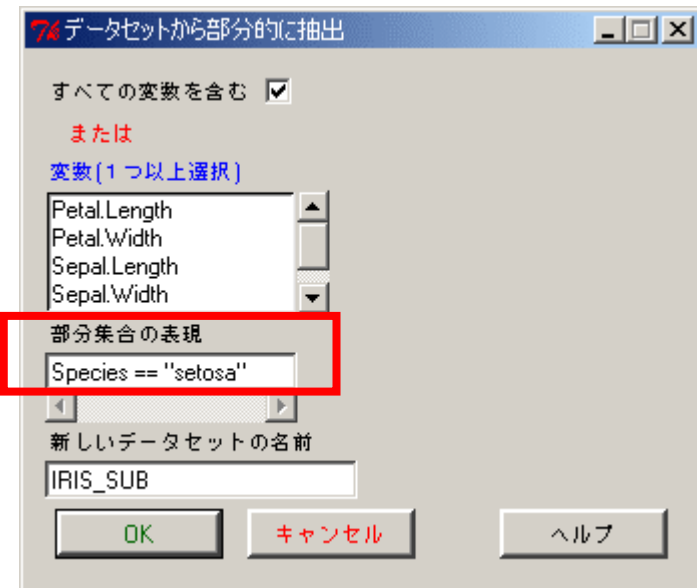 データセットから部分的に抽出
すべての変数を含む
または
変数(1つ以上選択)
Petal.Length
Petal.Width
Sepal.Length
Sepal.Width
部分集合の表現
Species == "setosa"
新しいデータセットの名前
IRIS_SUB
OK キャンセル ヘルプ